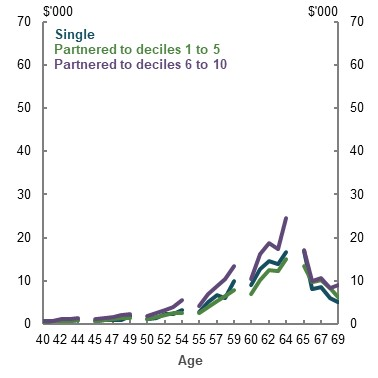 $'000 $'000
70 70
Single
Partnered to deciles 1 to 5
Partnered to deciles 6 to 10
60 60
50 50
40 40
30 30
20 20
10 10
0 0
40 42 44 45 47 49 50 52 54 55 57 59 60 62 64 65 67 69
Age